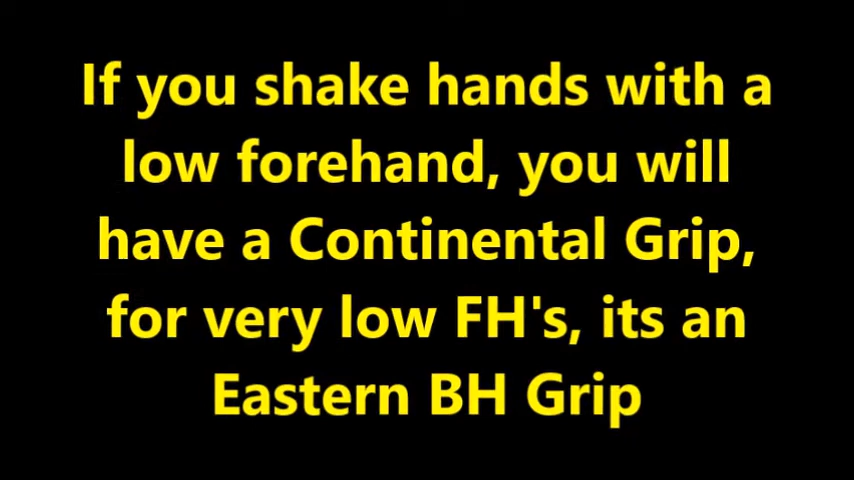 If you shake hands with a
low forehand, you will
have a Continental Grip,
for very low FH's, its an
Eastern BH Grip